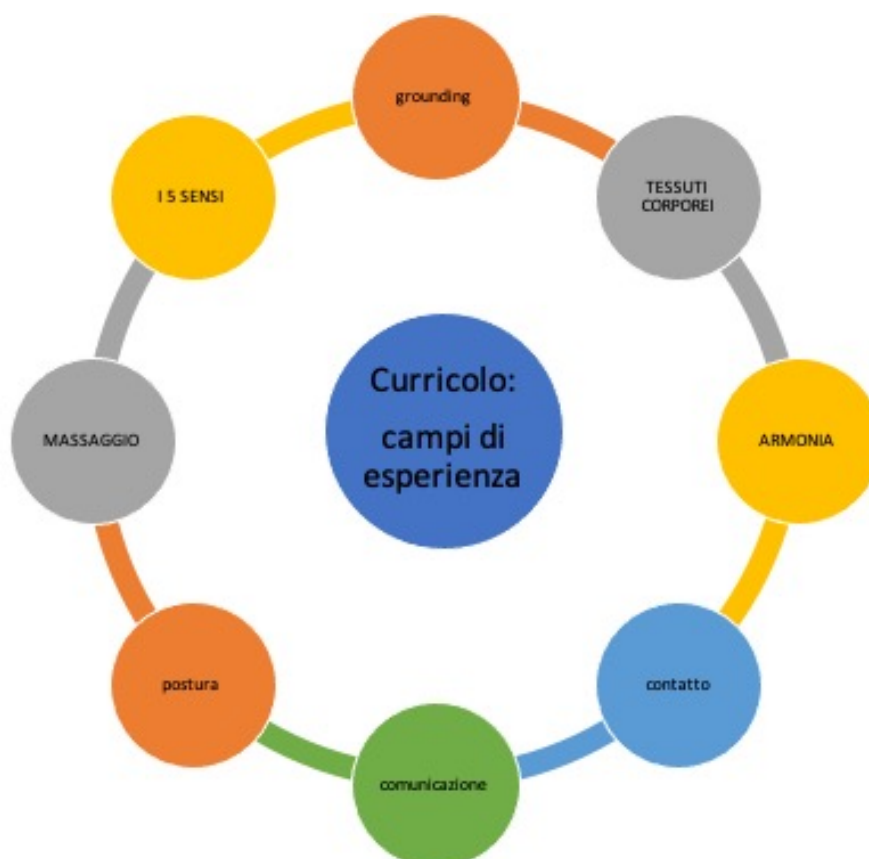 grounding
TESSUTI
CORPOREI
ARMONIA
contatto
comunicazione
postura
MASSAGGIO
I 5 SENSI
Curricolo:
campi di
esperienza